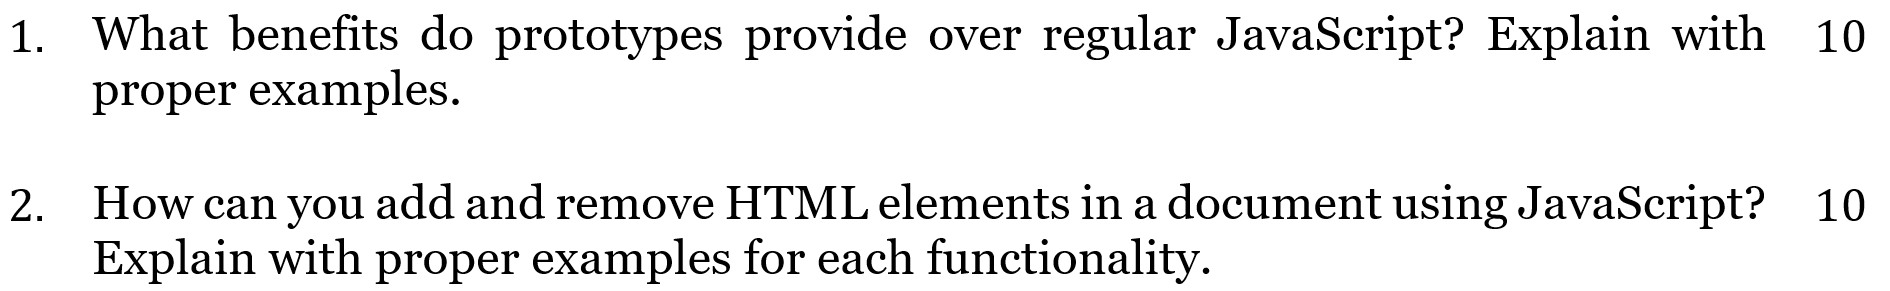 1. What benefits do prototypes provide over regular JavaScript? Explain with 10
proper examples.
2. How can you add and remove HTML elements in a document using JavaScript? 10
Explain with proper examples for each functionality.